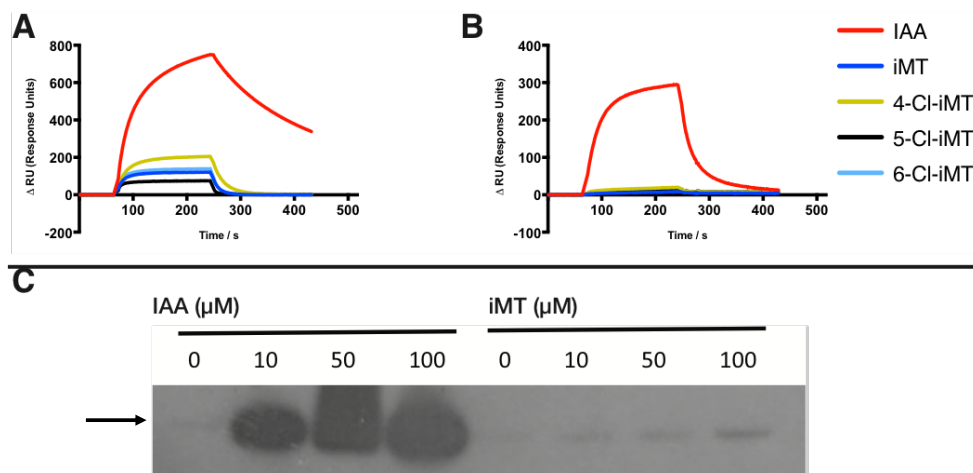 A
800
600
400
200
0
-200
Δ RU (Response Units)
100 200 300 400 500
Time / s
B
400
300
200
100
0
-100
Δ RU (Response Units)
100 200 300 400 500
Time / s
IAA
iMT
4-Cl-iMT
5-Cl-iMT
6-Cl-iMT
C
IAA (μM) iMT (μM)
0 10 50 100 0 10 50 100